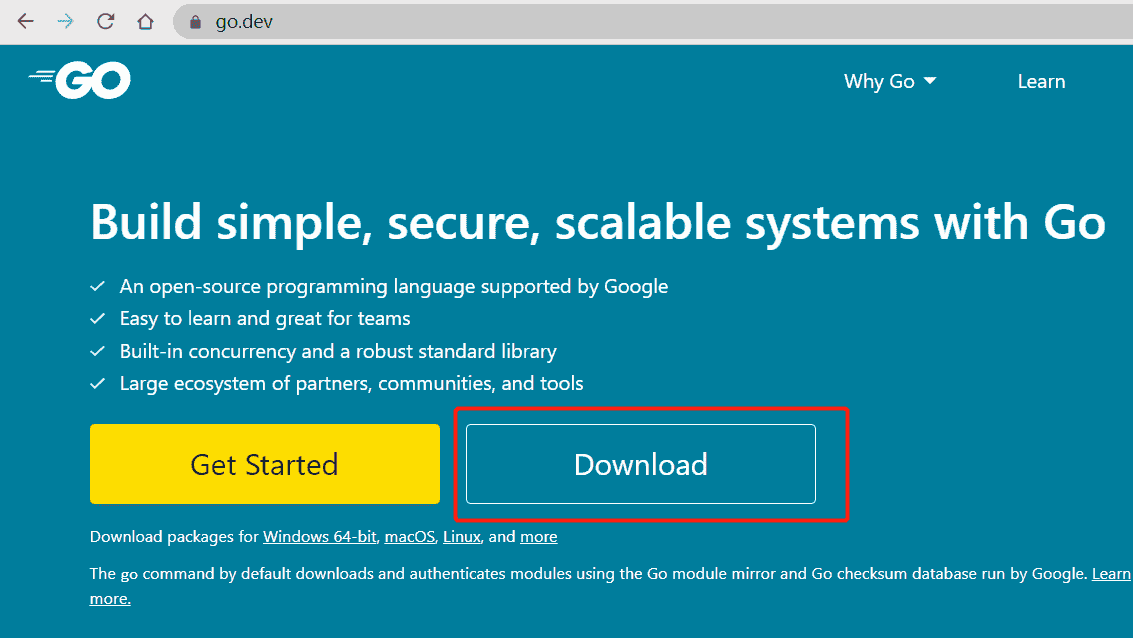 go.dev
GO
Why Go
Learn
Build simple, secure, scalable systems with Go
An open-source programming language supported by Google
Easy to learn and great for teams
Built-in concurrency and a robust standard library
Large ecosystem of partners, communities, and tools
Get Started
Download
Download packages for Windows 64-bit, macOS, Linux, and more
The go command by default downloads and authenticates modules using the Go module mirror and Go checksum database run by Google. Learn
more.